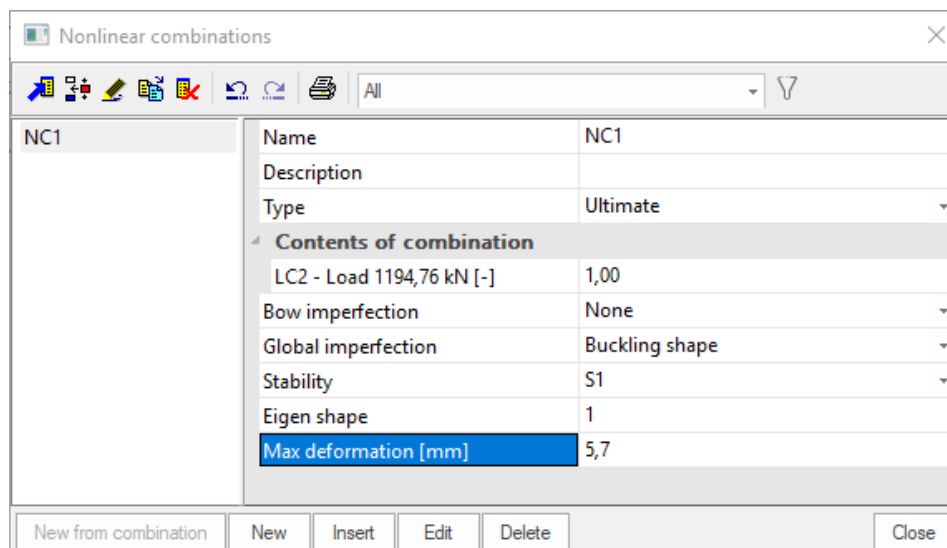 Nonlinear combinations
All
NC1
Name NC1
Description
Type Ultimate
Contents of combination
LC2 - Load 1194,76 kN [-] 1,00
Bow imperfection None
Global imperfection Buckling shape
Stability S1
Eigen shape 1
Max deformation [mm] 5,7
New from combination New Insert Edit Delete Close